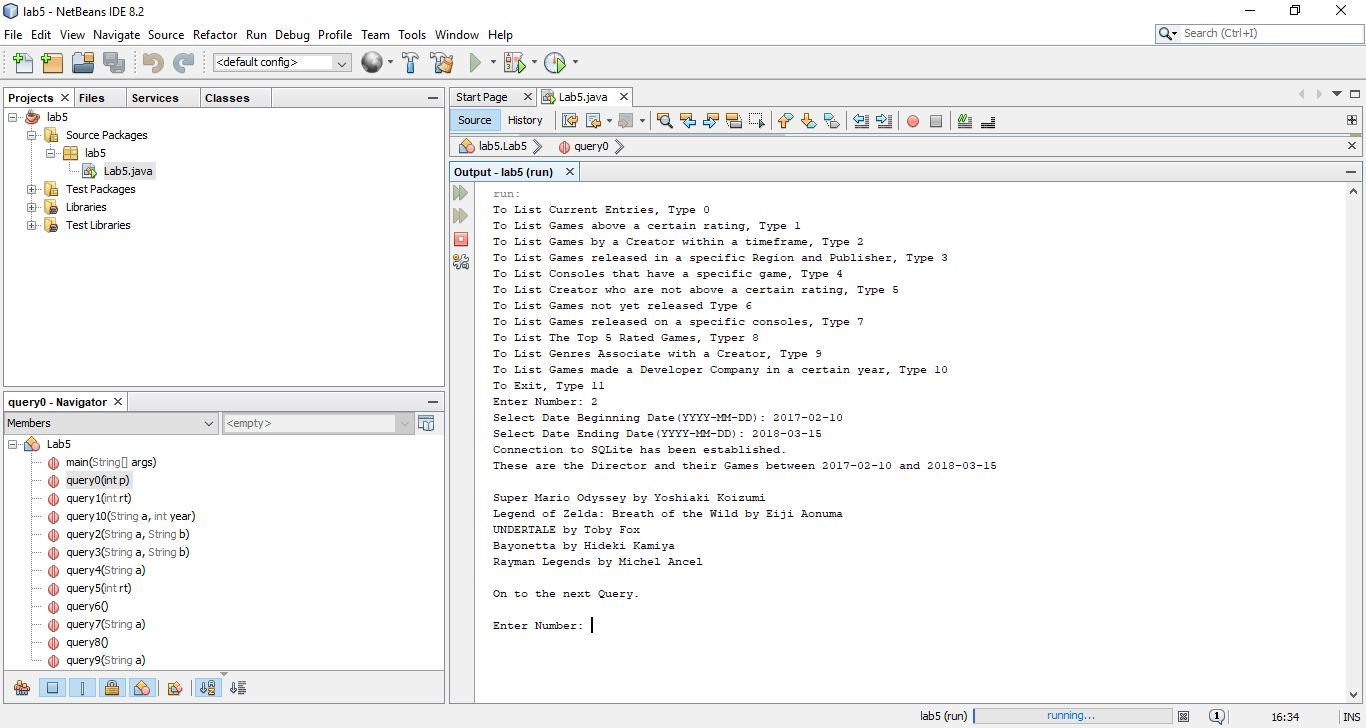 lab5 - NetBeans IDE 8.2
File Edit View Navigate Source Refactor Run Debug Profile Team Tools Window Help
Search (Ctrl+I)
<default config>
Projects Files Services Classes
lab5
Source Packages
lab5
Lab5.java
Test Packages
Libraries
Test Libraries
query0 - Navigator
Members <empty>
Lab5
main(String[] args)
query0(int p)
query1(int rt)
query10(String a, int year)
query2(String a, String b)
query3(String a, String b)
query4(String a)
query5(int rt)
query6()
query7(String a)
query8()
query9(String a)
Start Page Lab5.java
Source History
lab5.Lab5 query0
Output - lab5 (run)
run:
To List Current Entries, Type 0
To List Games above a certain rating, Type 1
To List Games by a Creator within a timeframe, Type 2
To List Games released in a specific Region and Publisher, Type 3
To List Consoles that have a specific game, Type 4
To List Creator who are not above a certain rating, Type 5
To List Games not yet released Type 6
To List Games released on a specific consoles, Type 7
To List The Top 5 Rated Games, Typer 8
To List Genres Associate with a Creator, Type 9
To List Games made a Developer Company in a certain year, Type 10
To Exit, Type 11
Enter Number: 2
Select Date Beginning Date(YYYY-MM-DD): 2017-02-10
Select Date Ending Date(YYYY-MM-DD): 2018-03-15
Connection to SQLite has been established.
These are the Director and their Games between 2017-02-10 and 2018-03-15
Super Mario Odyssey by Yoshiaki Koizumi
Legend of Zelda: Breath of the Wild by Eiji Aonuma
UNDERTALE by Toby Fox
Bayonetta by Hideki Kamiya
Rayman Legends by Michel Ancel
On to the next Query.
Enter Number:
lab5 (run) running... 1 16:34 INS